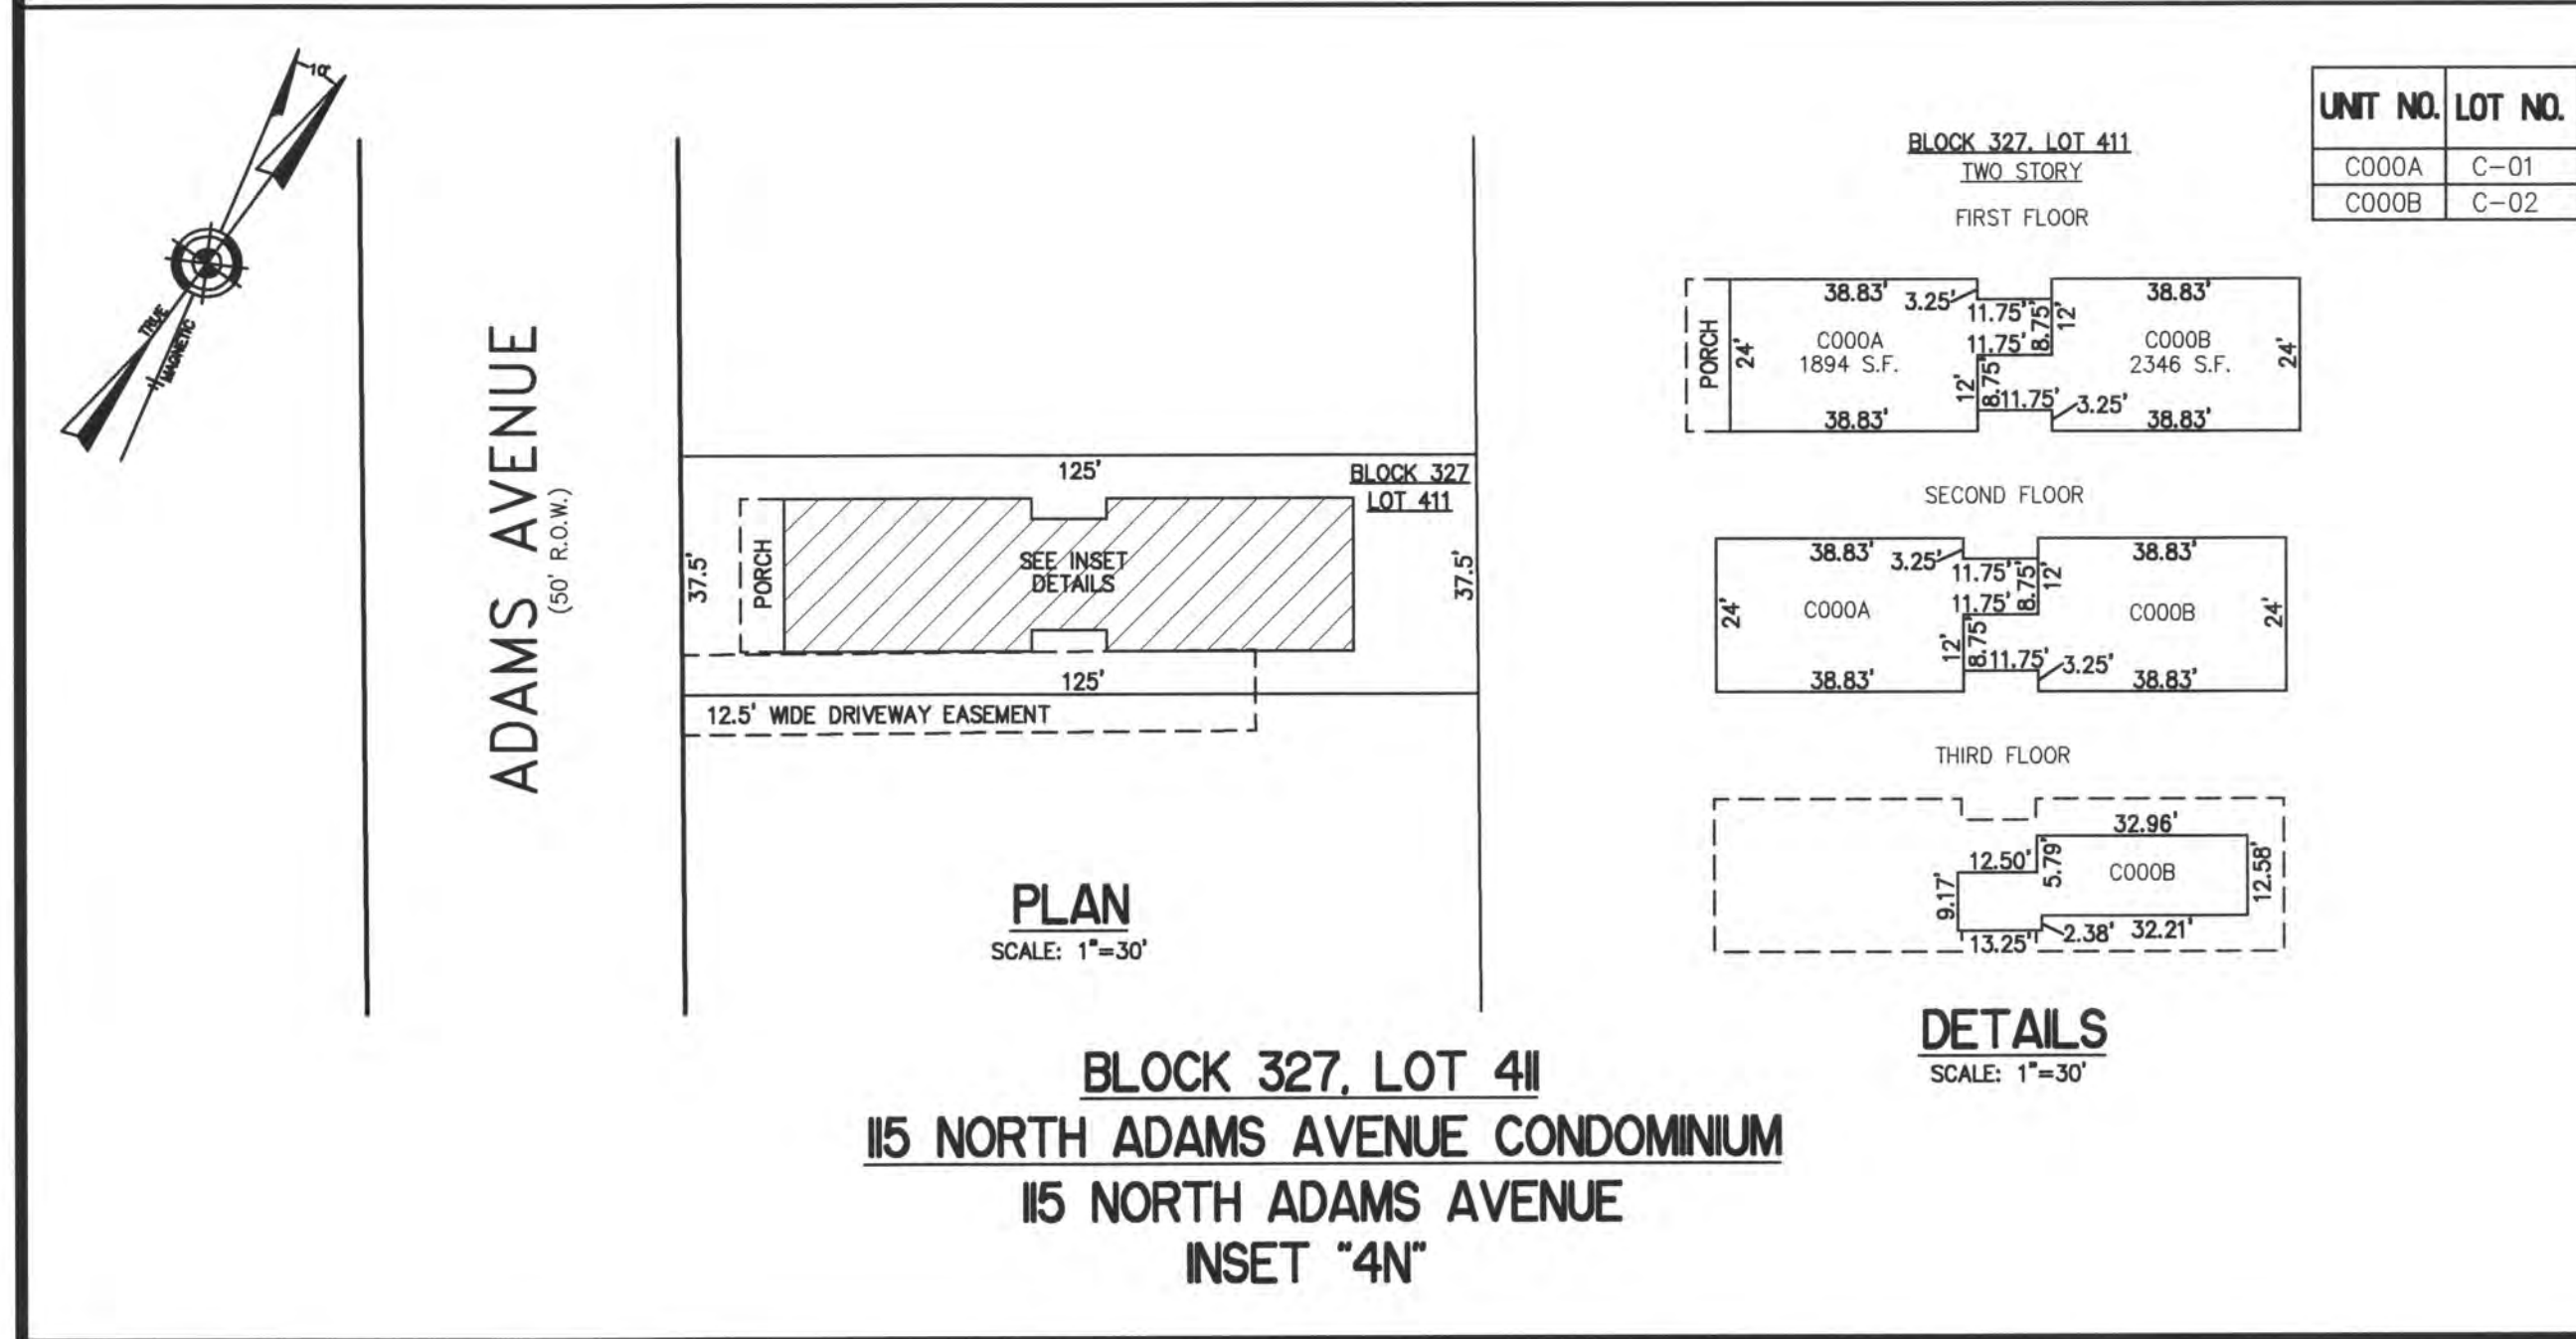 10°
TRUE
MAGNETIC
ADAMS AVENUE
(50' R.O.W.)
125'
BLOCK 327
LOT 411
37.5'
PORCH
SEE INSET
DETAILS
37.5'
125'
12.5' WIDE DRIVEWAY EASEMENT
PLAN
SCALE: 1"=30'
BLOCK 327, LOT 411
TWO STORY
FIRST FLOOR
PORCH
24'
38.83'
3.25'
11.75'
8.75'
12'
38.83'
C000A
1894 S.F.
11.75'
C000B
2346 S.F.
24'
12'
8.75'
11.75'
3.25'
38.83'
38.83'
SECOND FLOOR
24'
38.83'
3.25'
11.75'
8.75'
12'
38.83'
C000A
11.75'
C000B
24'
12'
8.75'
11.75'
3.25'
38.83'
38.83'
THIRD FLOOR
32.96'
12.50'
5.79'
C000B
12.58'
9.17'
13.25'
2.38'
32.21'
DETAILS
SCALE: 1"=30'
UNIT NO. LOT NO.
C000A C-01
C000B C-02
BLOCK 327, LOT 411
115 NORTH ADAMS AVENUE CONDOMINIUM
115 NORTH ADAMS AVENUE
INSET "4N"